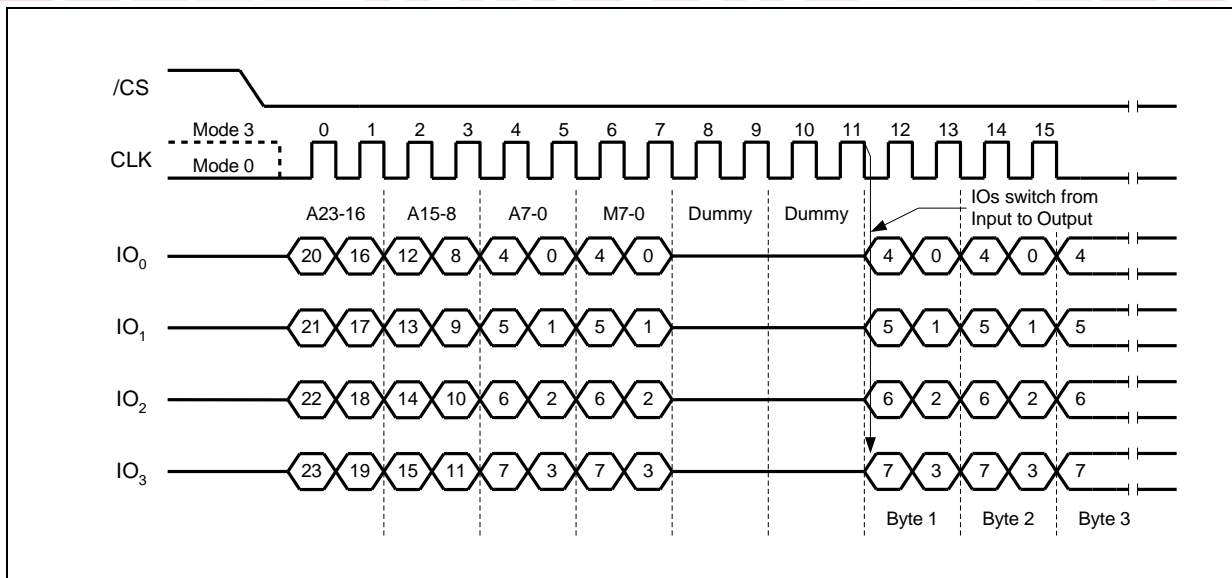 /CS
Mode 3 0 1 2 3 4 5 6 7 8 9 10 11 12 13 14 15
CLK
Mode 0
IOs switch from
Input to Output
A23-16 A15-8 A7-0 M7-0 Dummy Dummy
IO0 20 16 12 8 4 0 4 0 4 0 4 0 4
IO1 21 17 13 9 5 1 5 1 5 1 5 1 5
IO2 22 18 14 10 6 2 6 2 6 2 6 2 6
IO3 23 19 15 11 7 3 7 3 7 3 7 3 7
Byte 1 Byte 2 Byte 3